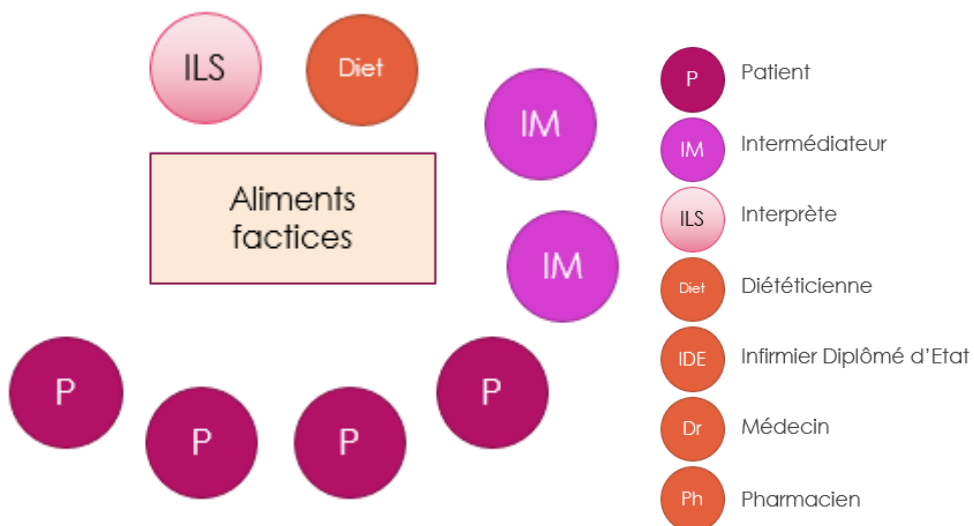 ILS
Diet
IM
Aliments
factices
IM
P
P
P
P
P Patient
IM Intermédiateur
ILS Interprète
Diet Diététicienne
IDE Infirmier Diplômé d’Etat
Dr Médecin
Ph Pharmacien